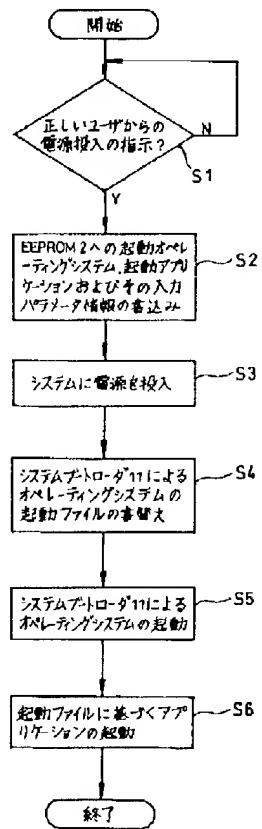 開始
正しいユーザからの
電源投入の指示?
N
S1
Y
EEPROM2への起動オペレ
ーティングシステム、起動アプリ
ケーションおよびその入力
パラメータ情報の書込み
S2
システムに電源を投入
S3
システムブートローダ17による
オペレーティングシステムの
起動ファイルの書替え
S4
システムブートローダ17による
オペレーティングシステムの起動
S5
起動ファイルに基づくアプ
リケーションの起動
S6
終了